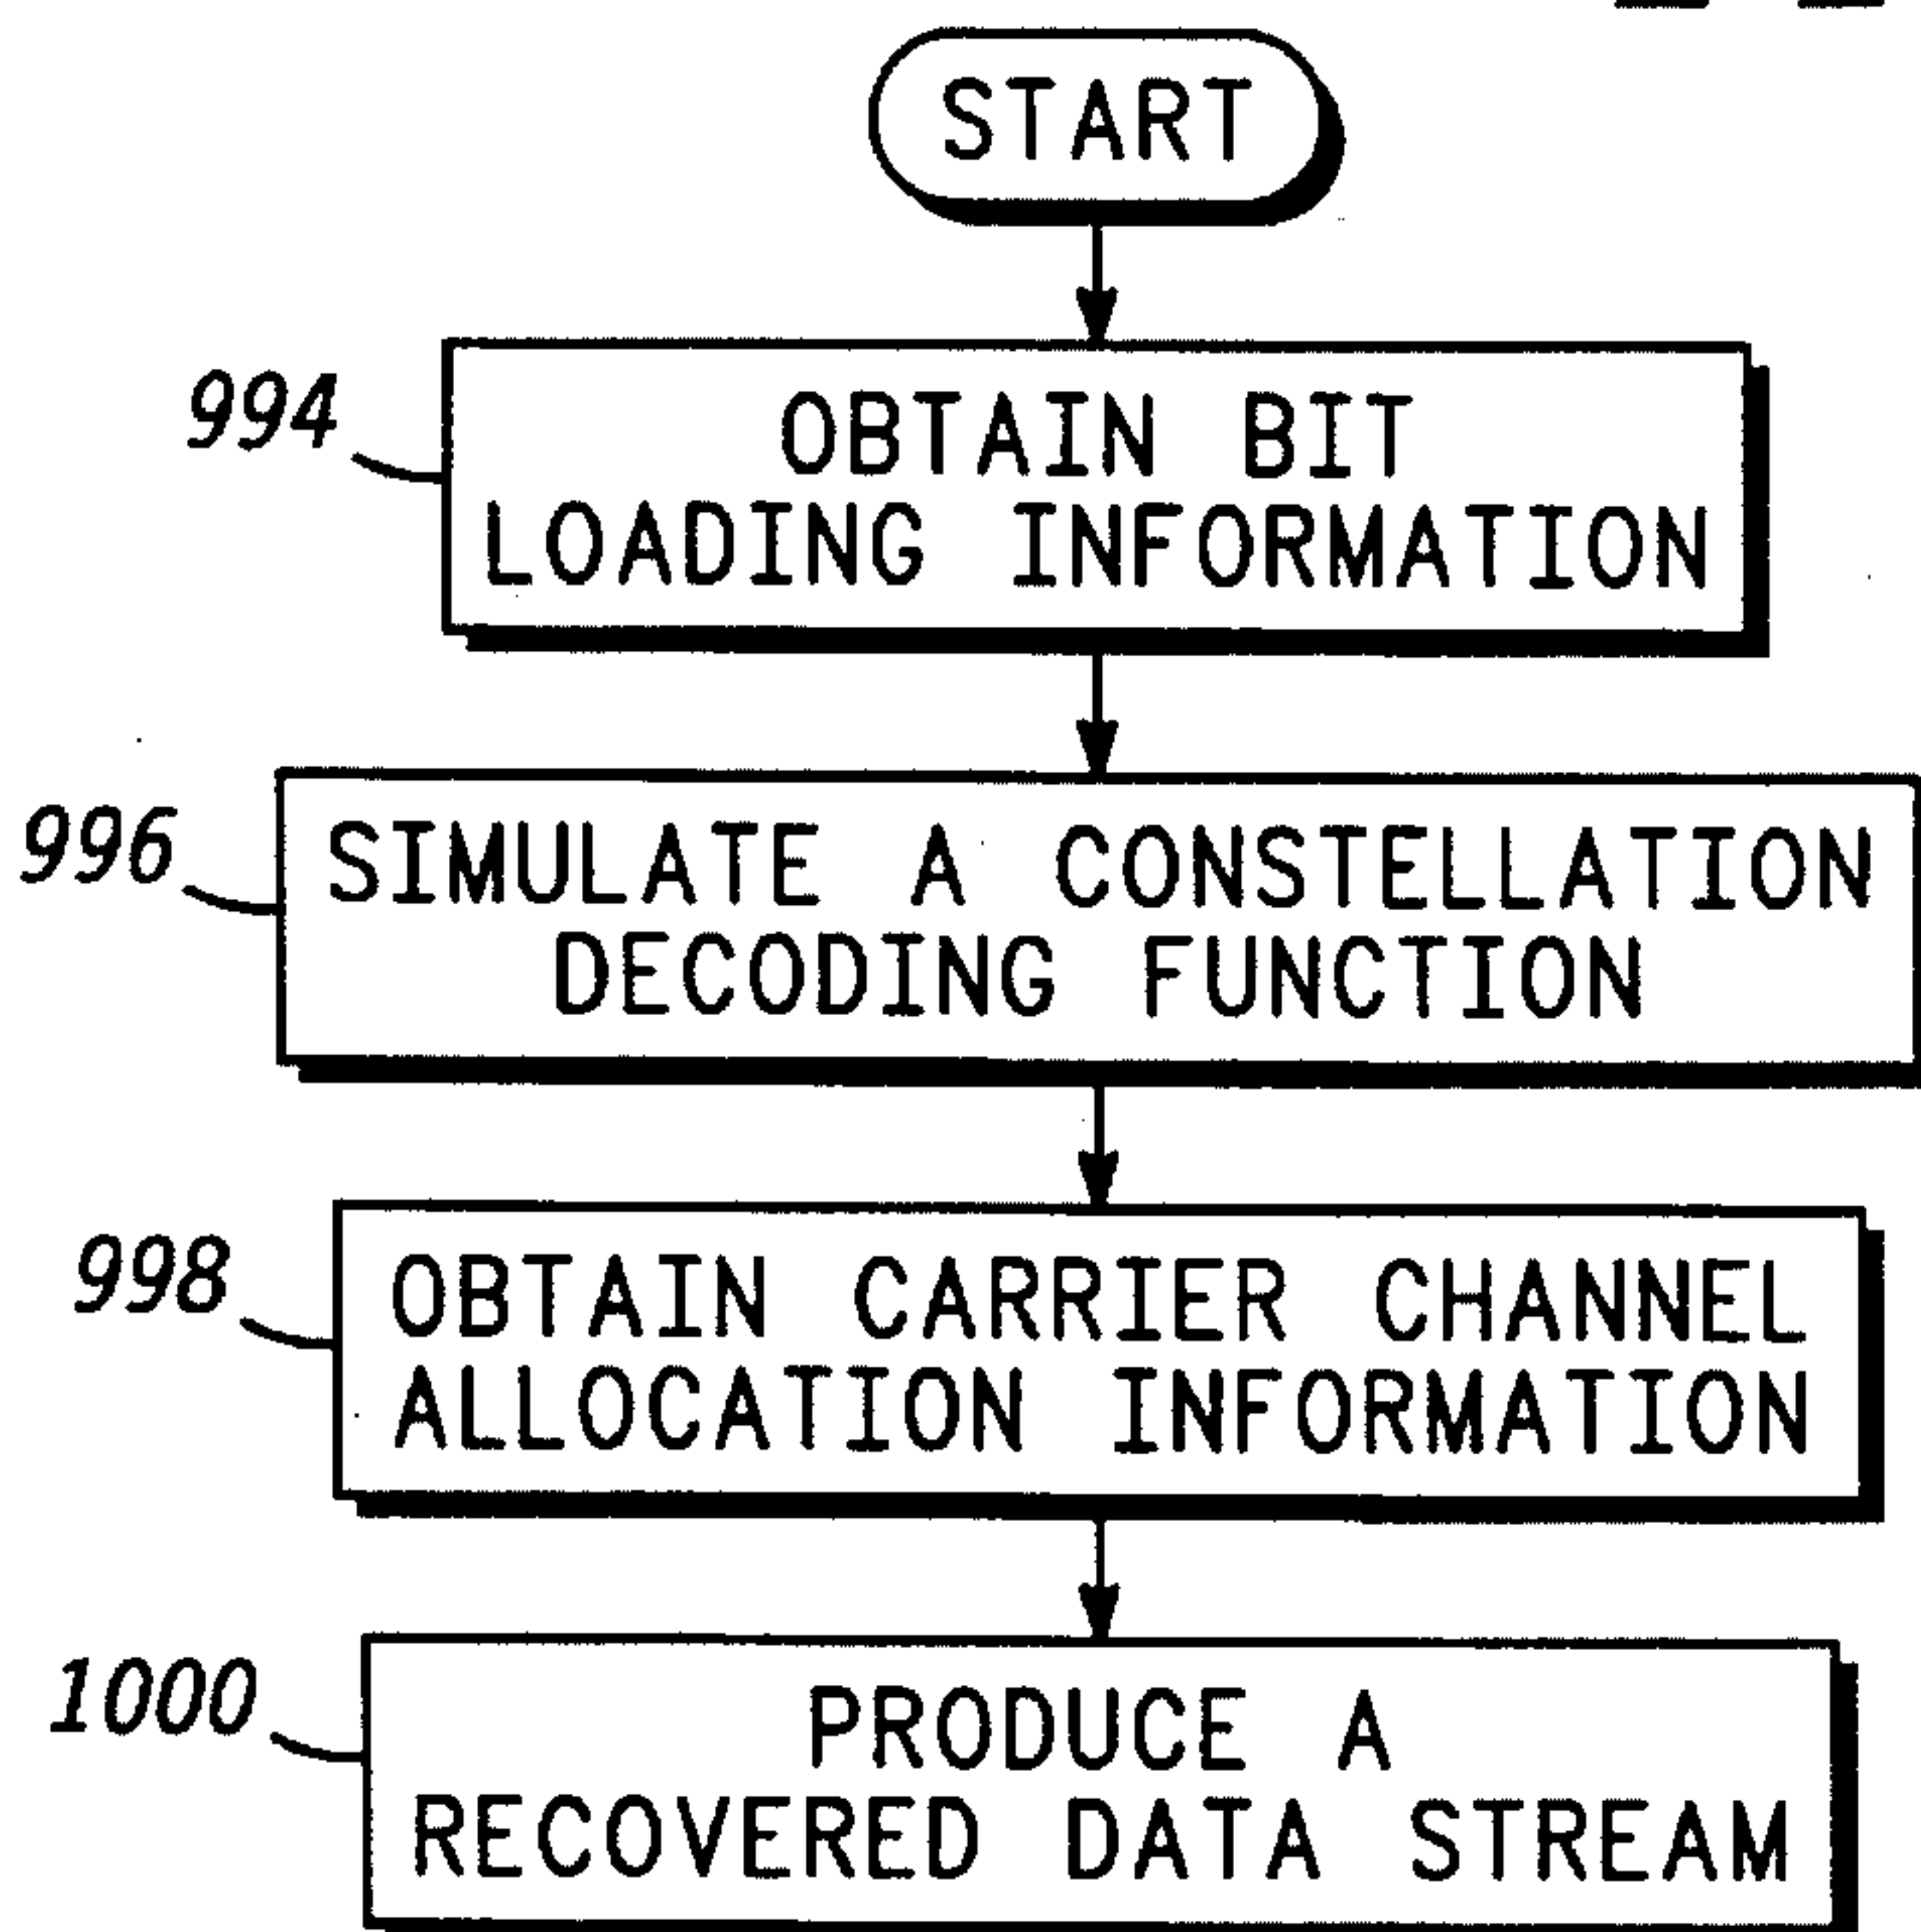 START
994
OBTAIN BIT
LOADING INFORMATION
996
SIMULATE A CONSTELLATION
DECODING FUNCTION
998
OBTAIN CARRIER CHANNEL
ALLOCATION INFORMATION
1000
PRODUCE A
RECOVERED DATA STREAM